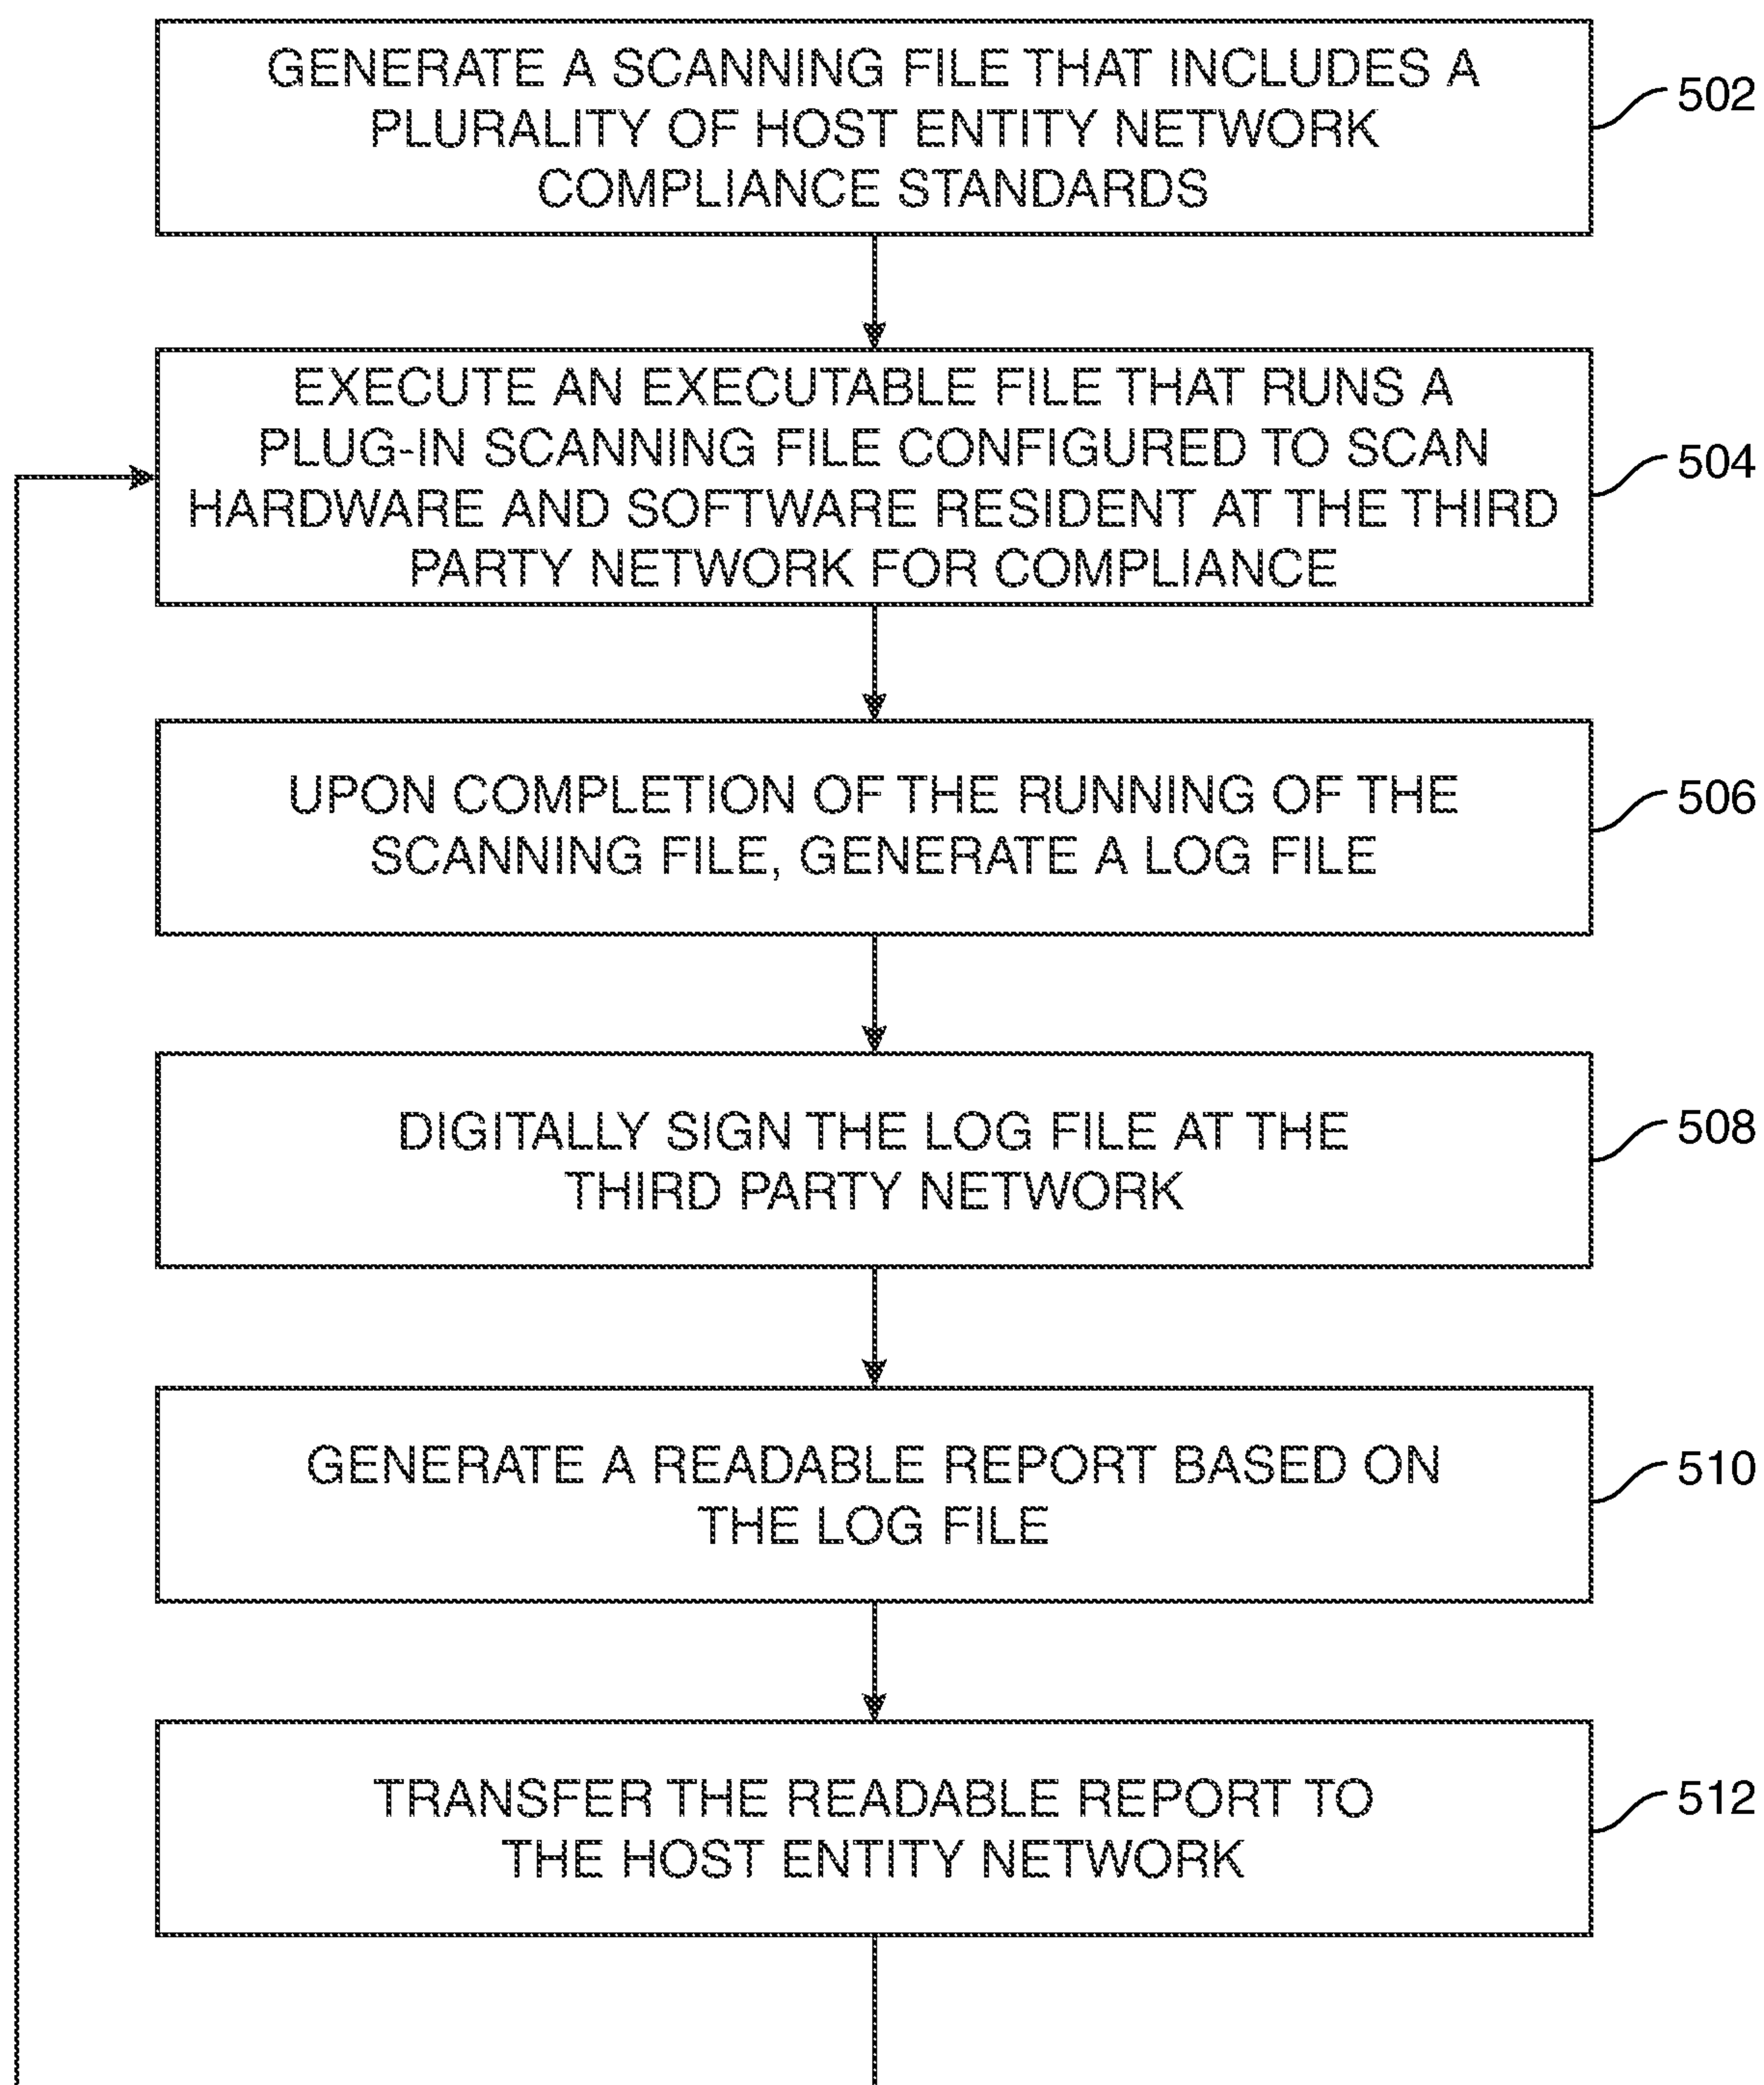 GENERATE A SCANNING FILE THAT INCLUDES A
PLURALITY OF HOST ENTITY NETWORK
COMPLIANCE STANDARDS
502
EXECUTE AN EXECUTABLE FILE THAT RUNS A
PLUG-IN SCANNING FILE CONFIGURED TO SCAN
HARDWARE AND SOFTWARE RESIDENT AT THE THIRD
PARTY NETWORK FOR COMPLIANCE
504
UPON COMPLETION OF THE RUNNING OF THE
SCANNING FILE, GENERATE A LOG FILE
506
DIGITALLY SIGN THE LOG FILE AT THE
THIRD PARTY NETWORK
508
GENERATE A READABLE REPORT BASED ON
THE LOG FILE
510
TRANSFER THE READABLE REPORT TO
THE HOST ENTITY NETWORK
512